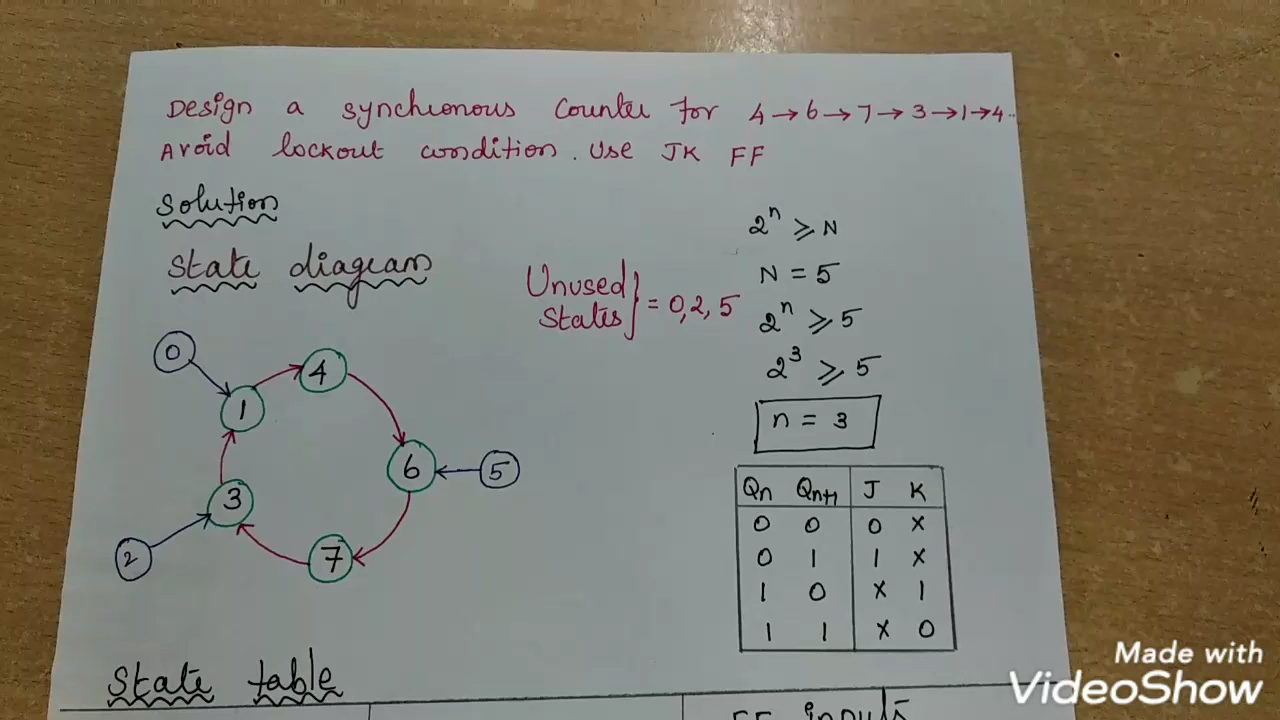 Design a synchronous counter for 4→6→7→3→1→4..
Avoid lockout condition. Use JK FF
Solution
State diagram
2ⁿ ⩾ N
N = 5
2ⁿ ⩾ 5
2³ ⩾ 5
n = 3
Unused
States } = 0,2,5
0
1
4
6
5
3
2
7
Qn Qn+1 J K
0 0 0 x
0 1 1 x
1 0 x 1
1 1 x 0
State table
FF inputs
Made with
VideoShow